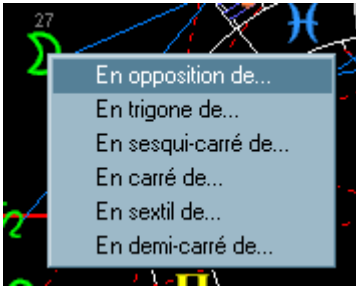 27
En opposition de...
En trigone de...
En sesqui-carré de...
En carré de...
En sextil de...
En demi-carré de...